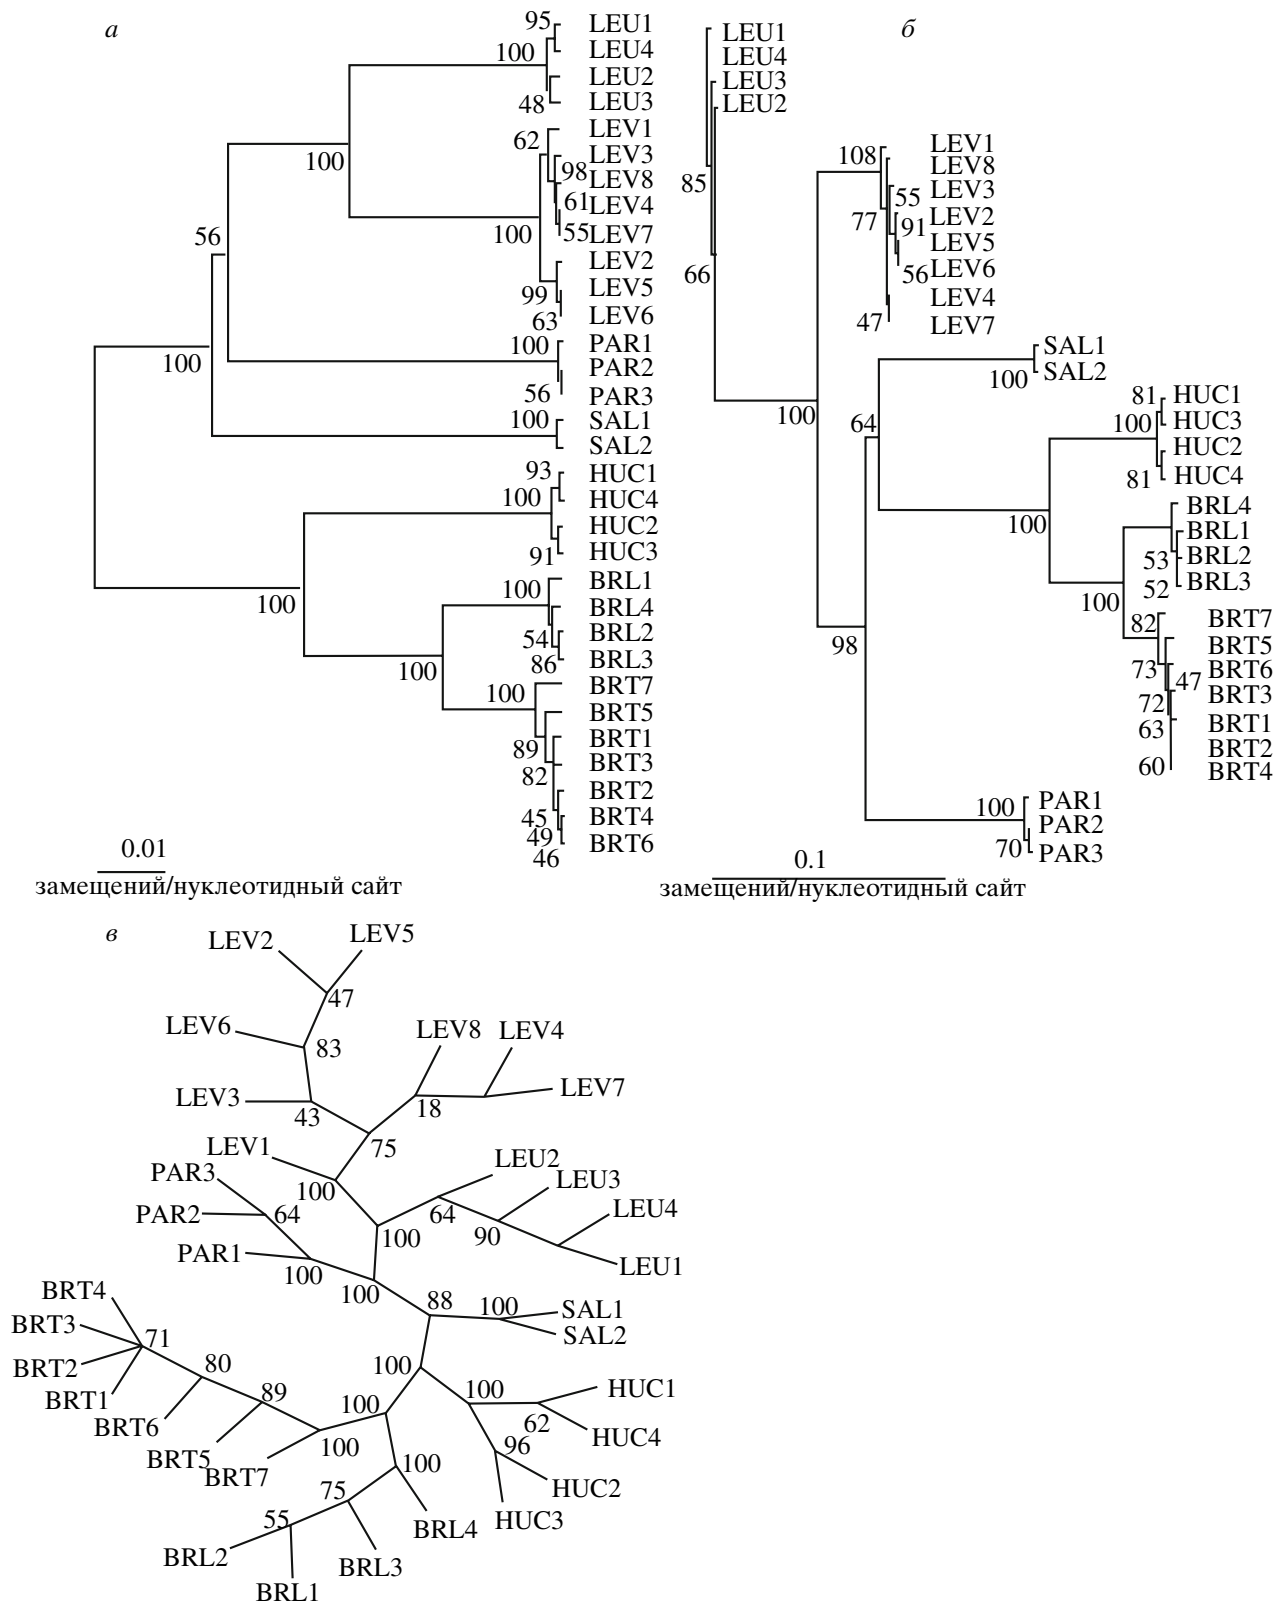 а
95
LEU1
LEU4
100
LEU2
48
LEU3
LEV1
62
LEV3
98
LEV8
100
61
LEV4
100
55
LEV7
56
LEV2
99
LEV5
63
LEV6
100
PAR1
100
PAR2
56
PAR3
100
SAL1
SAL2
93
HUC1
100
HUC4
HUC2
91
HUC3
100
BRL1
100
BRL4
54
BRL2
100
86
BRL3
100
BRT7
BRT5
89
BRT1
82
BRT3
BRT2
45
BRT4
49
BRT6
46
0.01
замещений/нуклеотидный сайт
б
LEU1
LEU4
LEU3
LEU2
85
66
108
LEV1
LEV8
LEV3
55
77
LEV2
91
LEV5
56
LEV6
LEV4
47
LEV7
SAL1
100
SAL2
100
64
81
HUC1
100
HUC3
HUC2
81
HUC4
100
BRL4
BRL1
53
BRL2
52
BRL3
100
82
BRT7
BRT5
73
BRT6
47
72
BRT3
63
BRT1
BRT2
60
BRT4
98
100
PAR1
PAR2
70
PAR3
0.1
замещений/нуклеотидный сайт
в
LEV2
LEV5
47
LEV6
83
LEV8
LEV4
LEV3
43
18
LEV7
LEV1
75
PAR3
100
LEU2
LEU3
PAR2
64
64
90
LEU4
PAR1
100
100
100
LEU1
BRT4
88
100
SAL1
BRT3
71
SAL2
BRT2
80
100
BRT1
89
100
100
HUC1
BRT6
62
HUC4
BRT5
100
96
BRT7
100
HUC2
75
HUC3
55
BRL4
BRL2
BRL3
BRL1